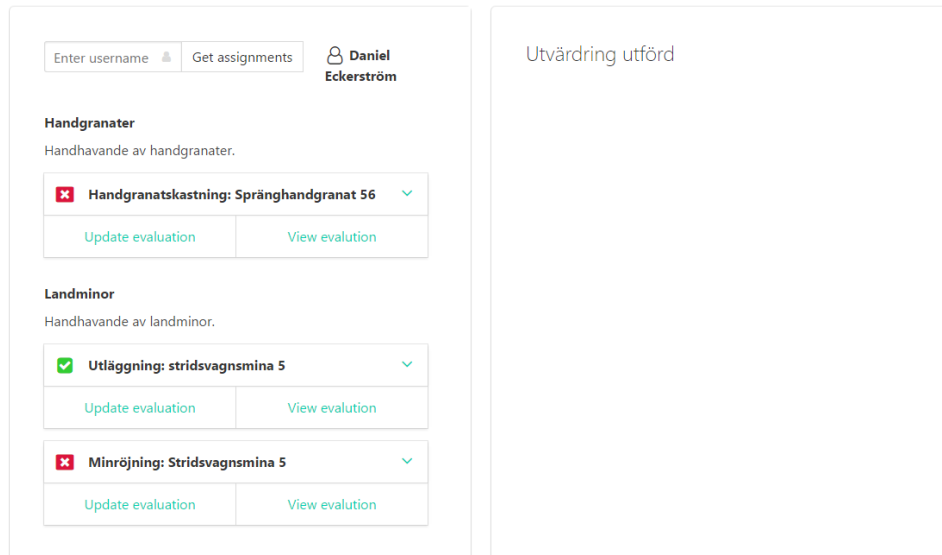 Enter username
Get assignments
Daniel
Eckerström
Handgranater
Handhavande av handgranater.
Handgranatskastning: Spränghandgranat 56
Update evaluation
View evalution
Landminor
Handhavande av landminor.
Utläggning: stridsvagnsmina 5
Update evaluation
View evalution
Minröjning: Stridsvagnsmina 5
Update evaluation
View evalution
Utvärdring utförd